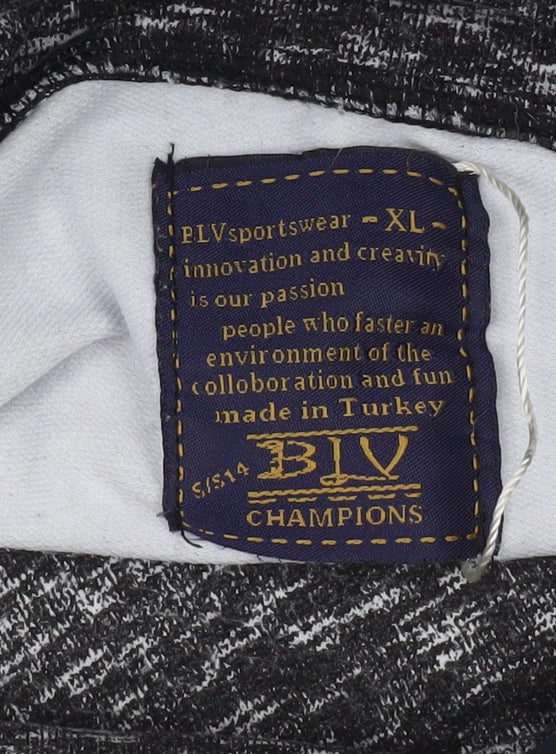 BLVsportswear - XL -
innovation and creavity
is our passion
people who faster an
environment of the
colloboration and fun
made in Turkey
S/S14
BLV
CHAMPIONS